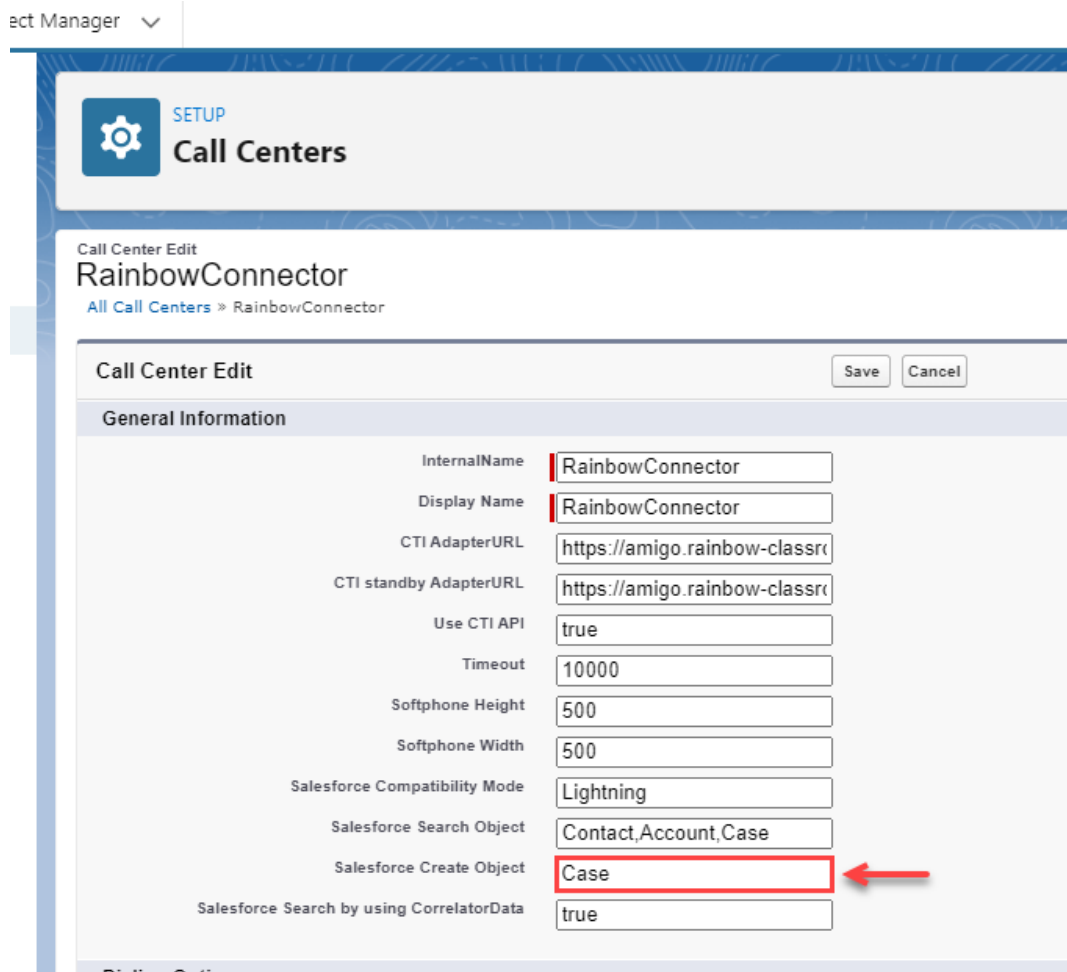 ect Manager
SETUP
Call Centers
Call Center Edit
RainbowConnector
All Call Centers » RainbowConnector
Call Center Edit Save Cancel
General Information
InternalName RainbowConnector
Display Name RainbowConnector
CTI AdapterURL https://amigo.rainbow-classr
CTI standby AdapterURL https://amigo.rainbow-classr
Use CTI API true
Timeout 10000
Softphone Height 500
Softphone Width 500
Salesforce Compatibility Mode Lightning
Salesforce Search Object Contact,Account,Case
Salesforce Create Object Case
Salesforce Search by using CorrelatorData true